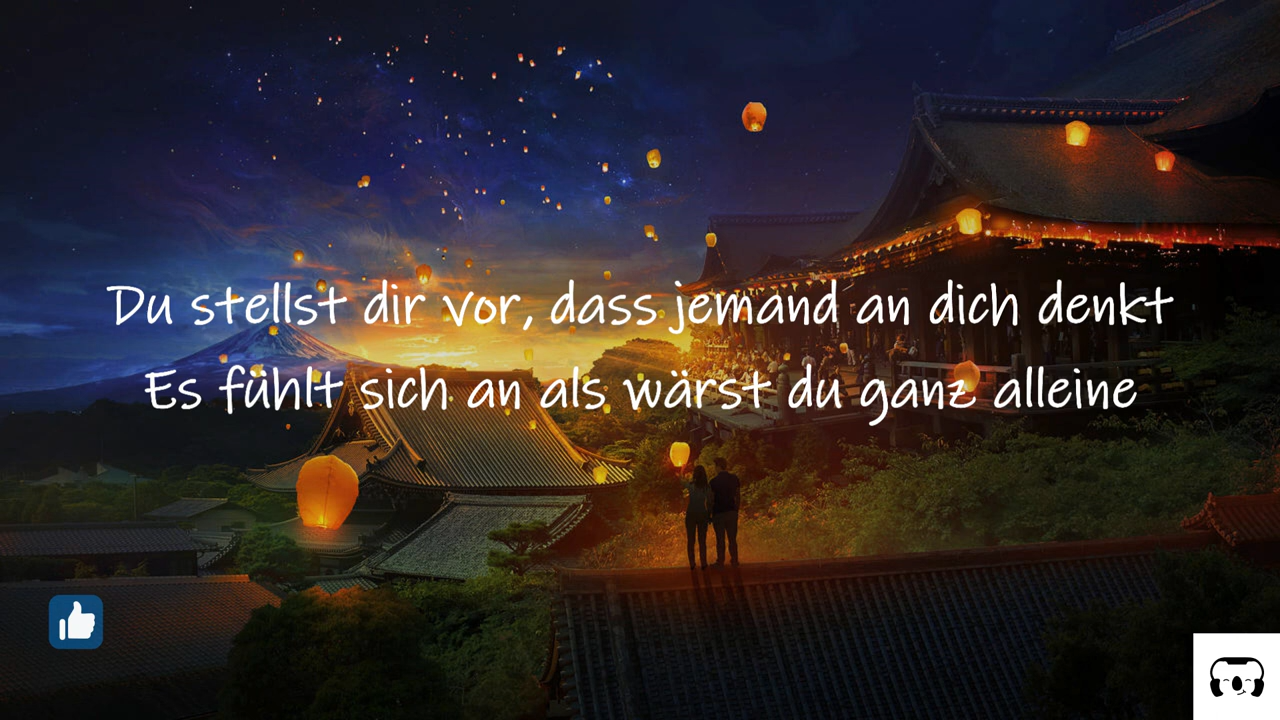 Du stellst dir vor, dass jemand an dich denkt
Es fühlt sich an als wärst du ganz alleine